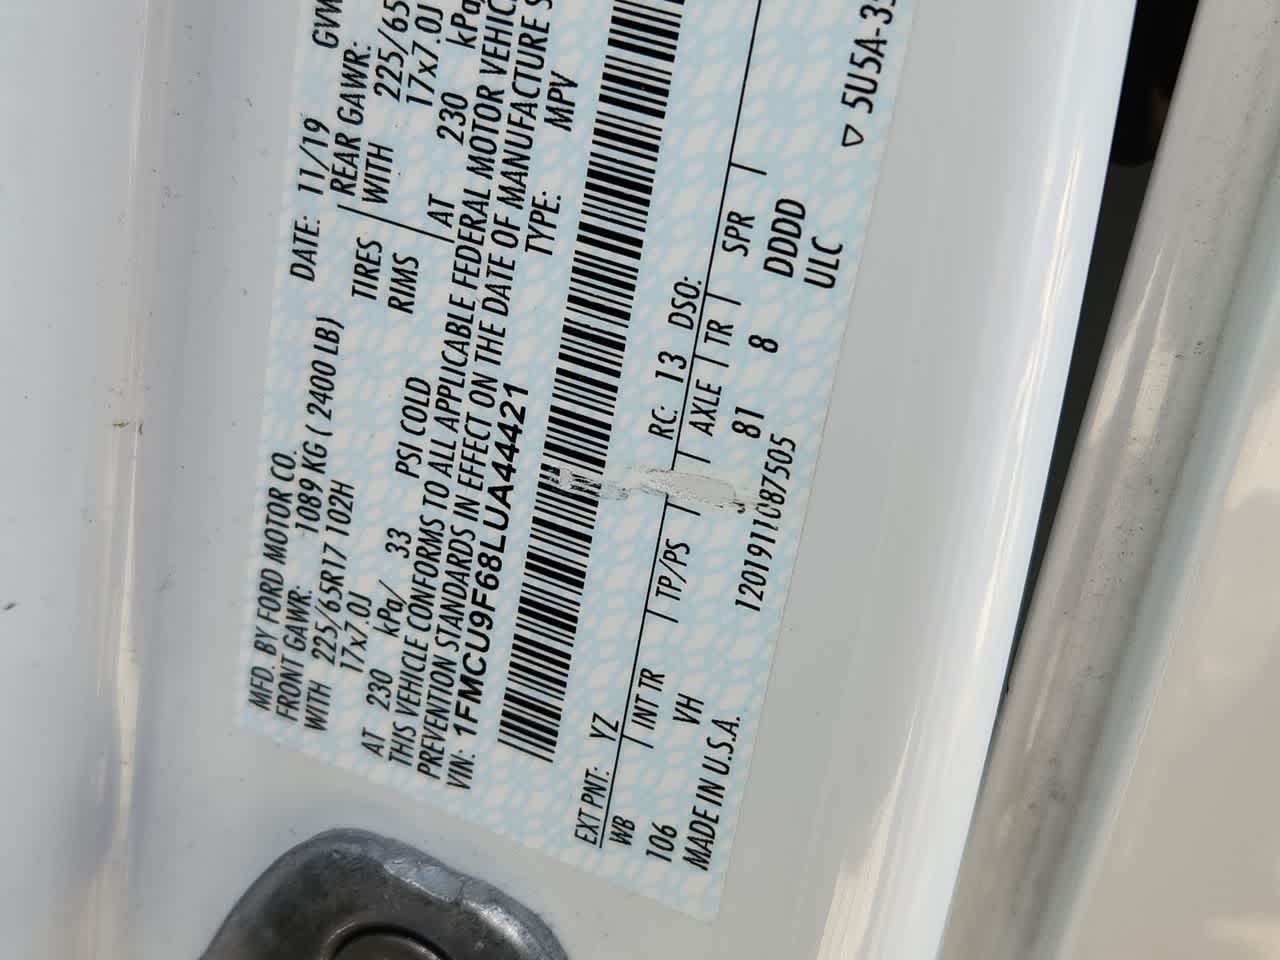 MFD. BY FORD MOTOR CO.
DATE: 11/19 GVW
FRONT GAWR: 1089 KG ( 2400 LB)
REAR GAWR:
WITH 225/65R17 102H TIRES WITH 225/65
17x7.0J RIMS 17x7.0J
AT 230 kPa/ 33 PSI COLD AT 230 kPa
THIS VEHICLE CONFORMS TO ALL APPLICABLE FEDERAL MOTOR VEHIC
PREVENTION STANDARDS IN EFFECT ON THE DATE OF MANUFACTURE S
VIN: 1FMCU9F68LUA44421 TYPE: MPV
EXT PNT: YZ RC: 13 DSO:
WB INT TR TP/PS AXLE TR SPR
106 VH 81 8 DDDD
MADE IN U.S.A. ULC
1201911087505
▽ 5U5A-3